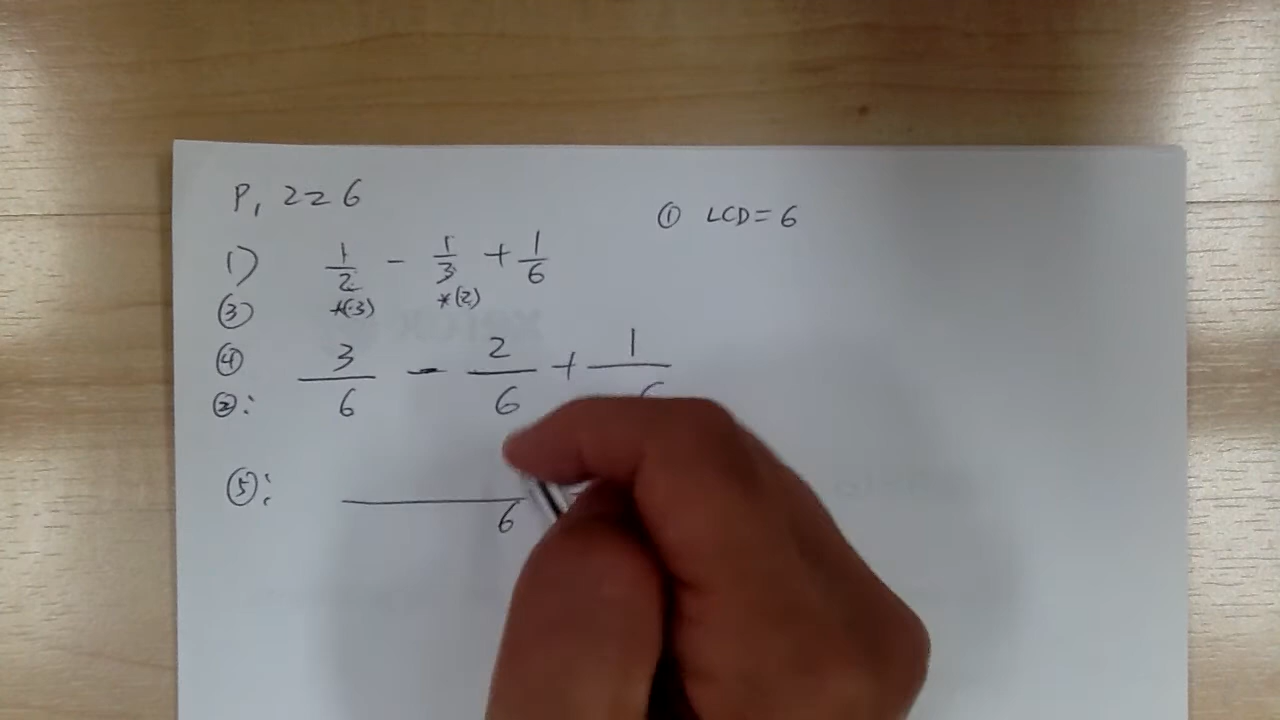 P, 226
① LCD = 6
1) 1/2 - 1/3 + 1/6
③ *(3) *(2)
④ 3 - 2 + 1
②: 6 6 6
⑤: /6